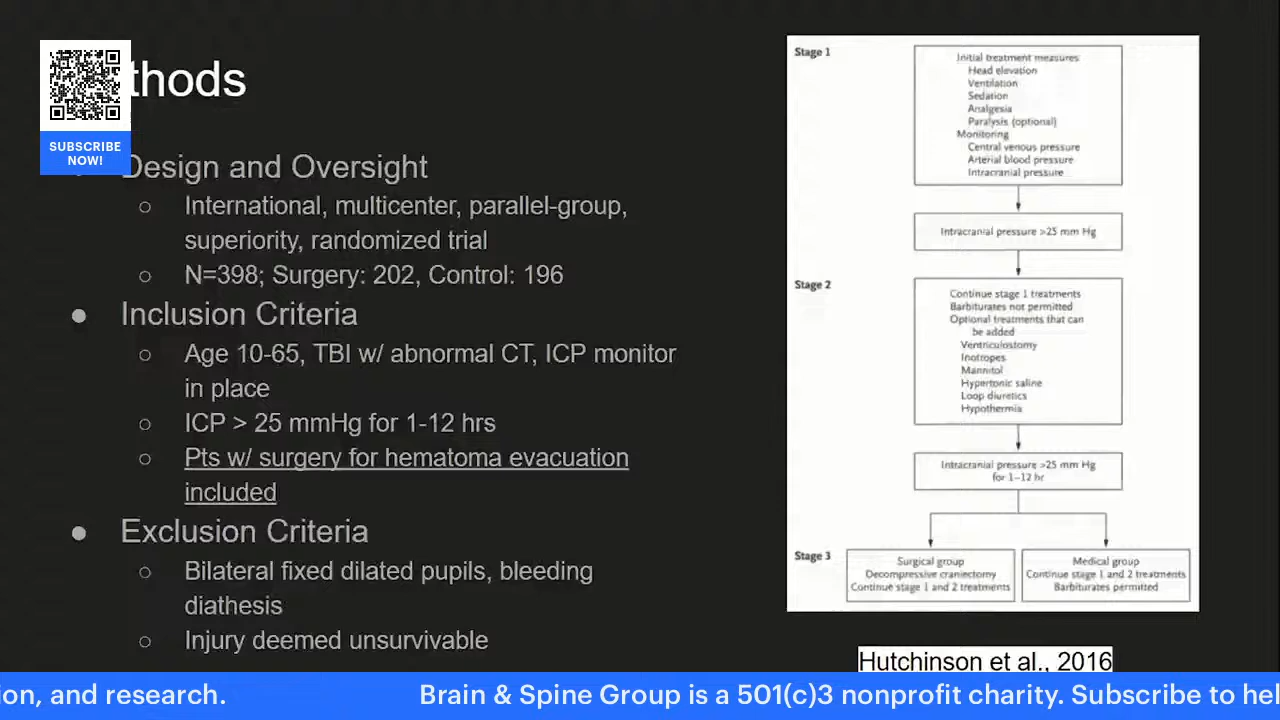 thods
SUBSCRIBE
NOW!
Design and Oversight
International, multicenter, parallel-group,
superiority, randomized trial
N=398; Surgery: 202, Control: 196
Inclusion Criteria
Age 10-65, TBI w/ abnormal CT, ICP monitor
in place
ICP > 25 mmHg for 1-12 hrs
Pts w/ surgery for hematoma evacuation
included
Exclusion Criteria
Bilateral fixed dilated pupils, bleeding
diathesis
Injury deemed unsurvivable
Stage 1
Initial treatment measures
Head elevation
Ventilation
Sedation
Analgesia
Paralysis (optional)
Monitoring
Central venous pressure
Arterial blood pressure
Intracranial pressure
Intracranial pressure >25 mm Hg
Stage 2
Continue stage 1 treatments
Barbiturates not permitted
Optional treatments that can
be added
Ventriculostomy
Inotropes
Mannitol
Hypertonic saline
Loop diuretics
Hypothermia
Intracranial pressure >25 mm Hg
for 1–12 hr
Stage 3
Surgical group
Decompressive craniectomy
Continue stage 1 and 2 treatments
Medical group
Continue stage 1 and 2 treatments
Barbiturates permitted
Hutchinson et al., 2016
ion, and research. Brain & Spine Group is a 501(c)3 nonprofit charity. Subscribe to hel